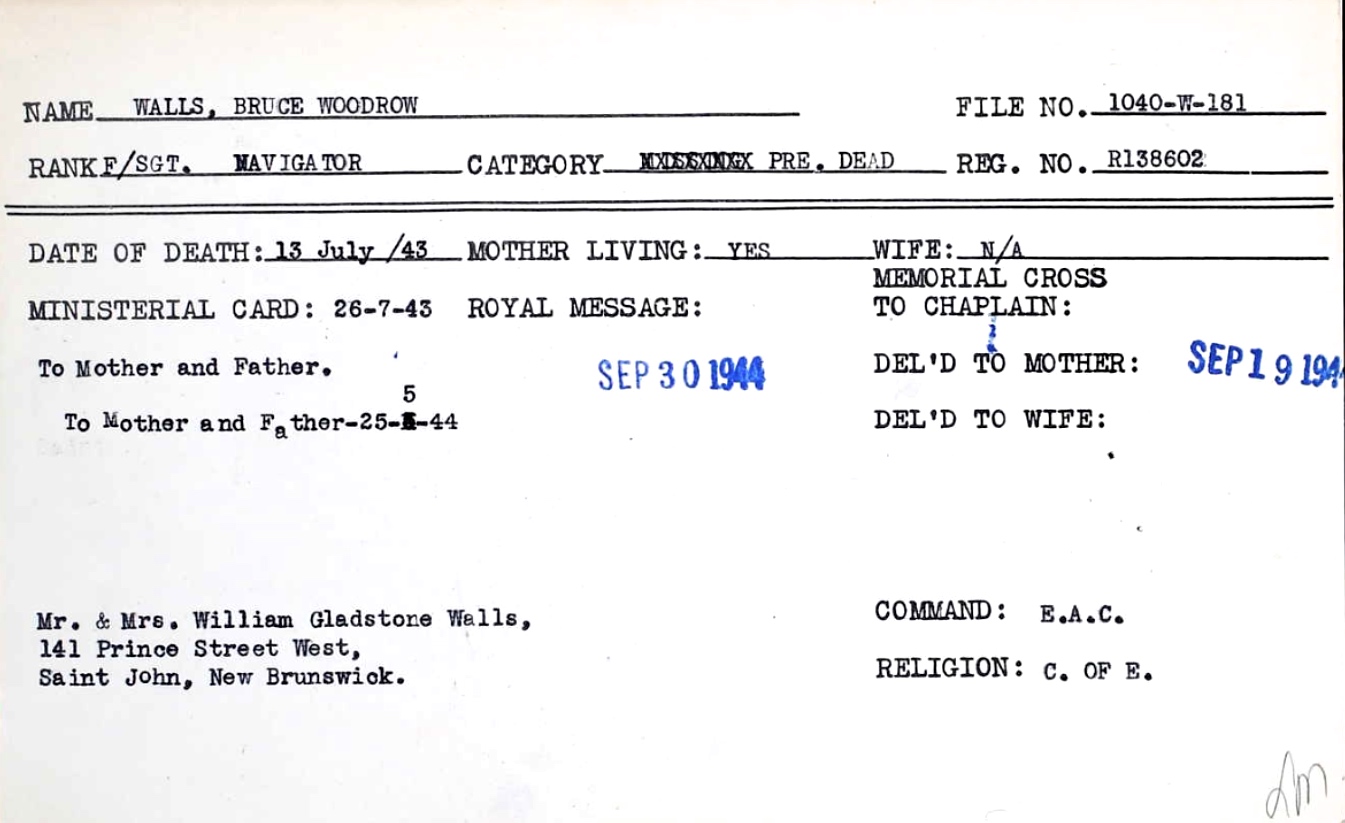 NAME WALLS, BRUCE WOODROW FILE NO. 1040-W-181
RANK F/SGT. NAVIGATOR CATEGORY PRE. DEAD REG. NO. R138602
DATE OF DEATH: 13 July /43 MOTHER LIVING: YES WIFE: N/A
MEMORIAL CROSS
MINISTERIAL CARD: 26-7-43 ROYAL MESSAGE: TO CHAPLAIN:
To Mother and Father. SEP 30 1944 DEL'D TO MOTHER: SEP 19 194
5
To Mother and Father-25- -44 DEL'D TO WIFE:
Mr. & Mrs. William Gladstone Walls, COMMAND: E.A.C.
141 Prince Street West,
Saint John, New Brunswick. RELIGION: C. OF E.